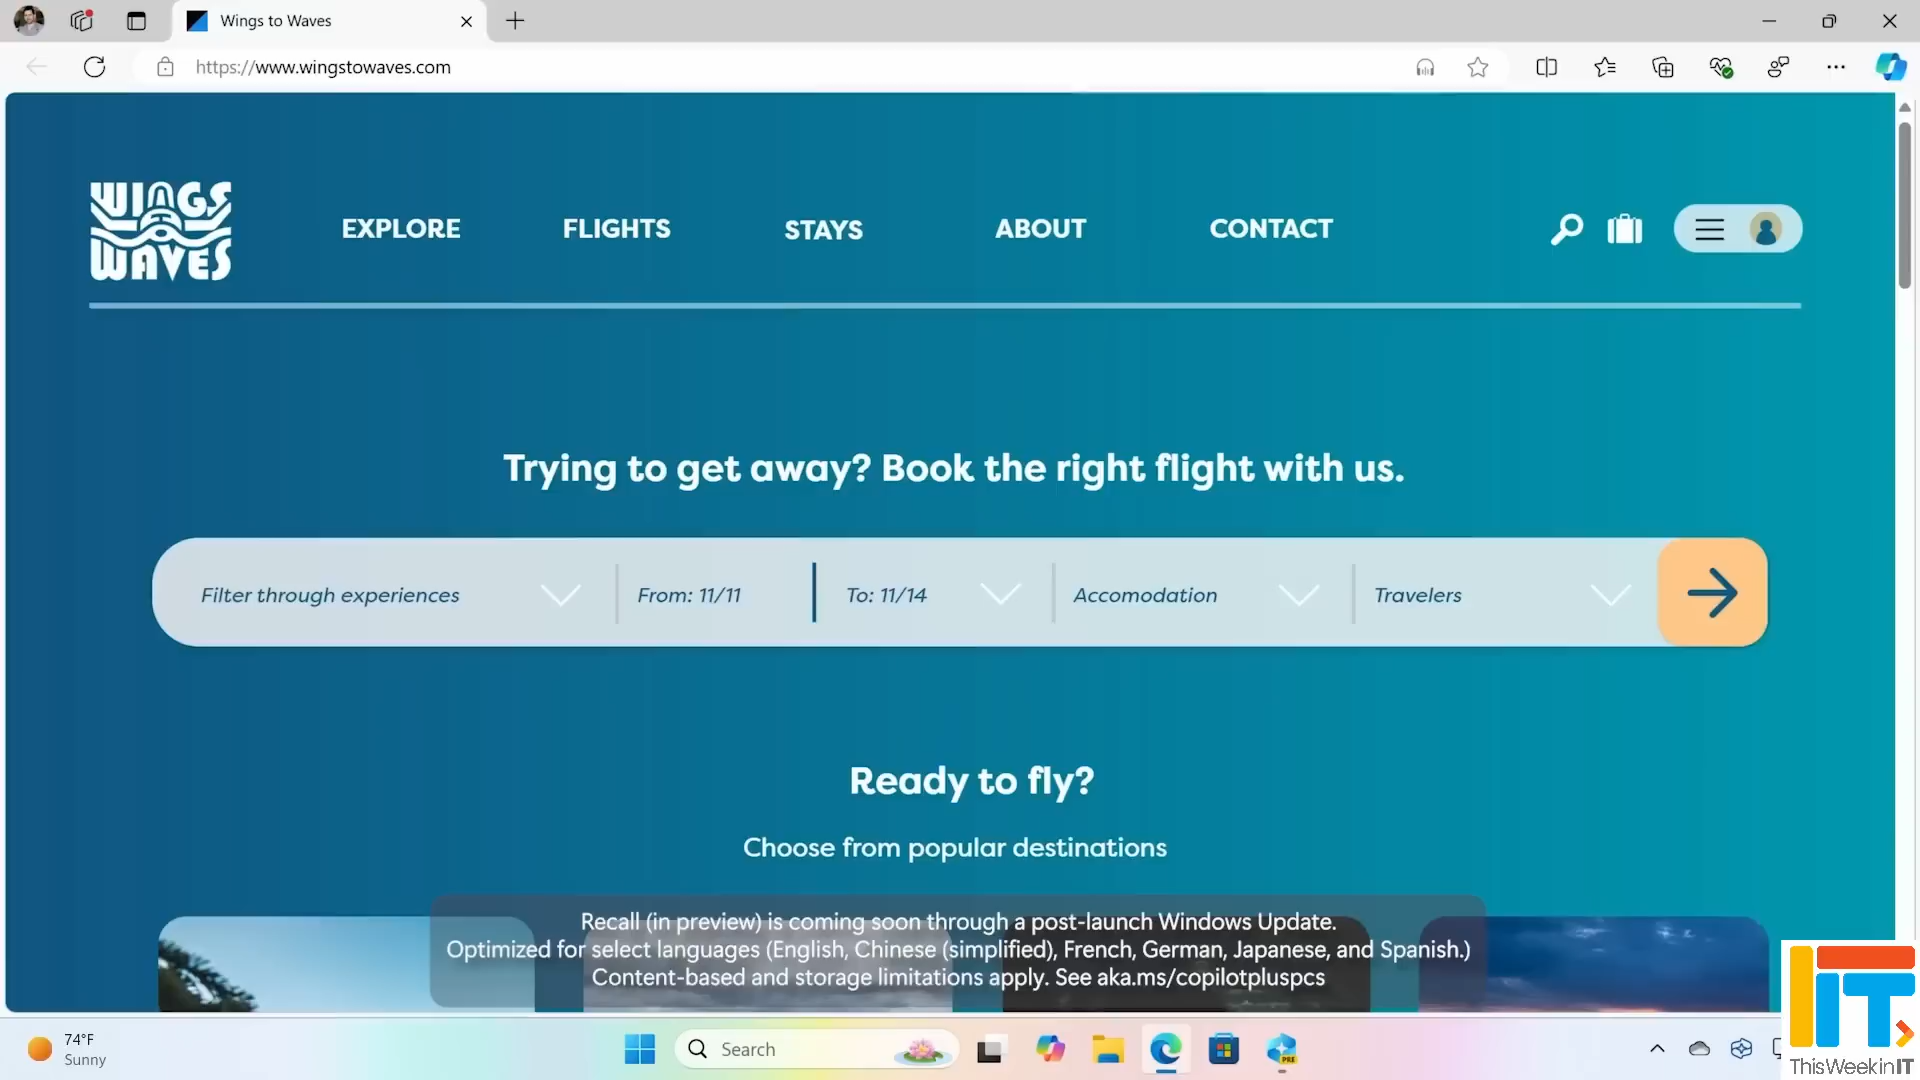 Wings to Waves
https://www.wingstowaves.com
WINGS
WAVES
EXPLORE
FLIGHTS
STAYS
ABOUT
CONTACT
Trying to get away? Book the right flight with us.
Filter through experiences
From: 11/11
To: 11/14
Accomodation
Travelers
Ready to fly?
Choose from popular destinations
Recall (in preview) is coming soon through a post-launch Windows Update.
Optimized for select languages (English, Chinese (simplified), French, German, Japanese, and Spanish.)
Content-based and storage limitations apply. See aka.ms/copilotpluspcs
74°F
Sunny
Search
PRE
IT
ThisWeekinIT